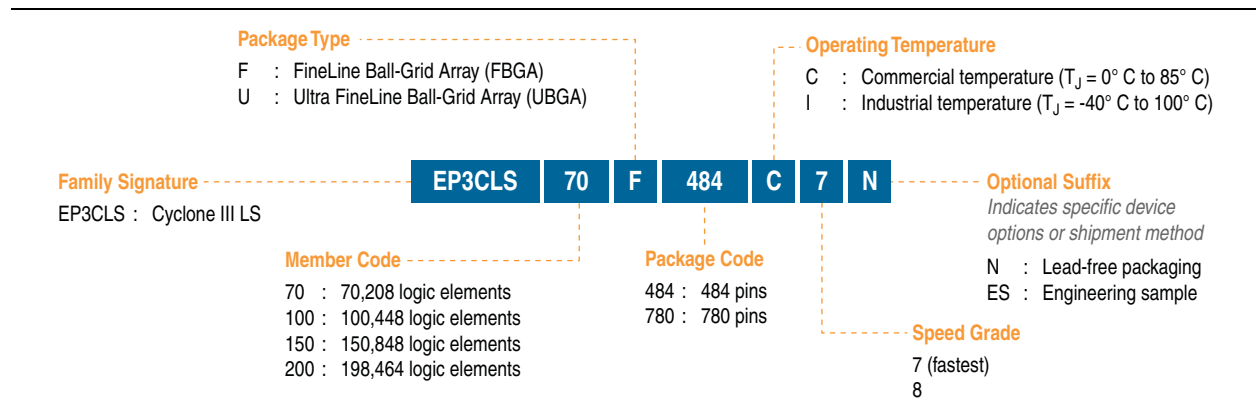 Package Type
F : FineLine Ball-Grid Array (FBGA)
U : Ultra FineLine Ball-Grid Array (UBGA)
Operating Temperature
C : Commercial temperature (TJ = 0° C to 85° C)
I : Industrial temperature (TJ = -40° C to 100° C)
EP3CLS 70 F 484 C 7 N
Family Signature
EP3CLS : Cyclone III LS
Optional Suffix
Indicates specific device
options or shipment method
N : Lead-free packaging
ES : Engineering sample
Member Code
70 : 70,208 logic elements
100 : 100,448 logic elements
150 : 150,848 logic elements
200 : 198,464 logic elements
Package Code
484 : 484 pins
780 : 780 pins
Speed Grade
7 (fastest)
8